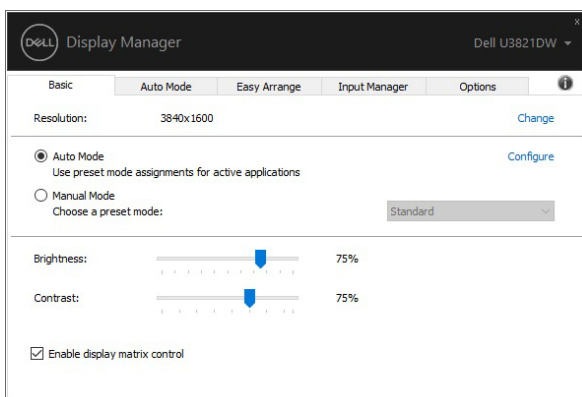 DELL Display Manager Dell U3821DW
Basic Auto Mode Easy Arrange Input Manager Options
Resolution: 3840x1600 Change
Auto Mode Configure
Use preset mode assignments for active applications
Manual Mode
Choose a preset mode: Standard
Brightness: 75%
Contrast: 75%
Enable display matrix control